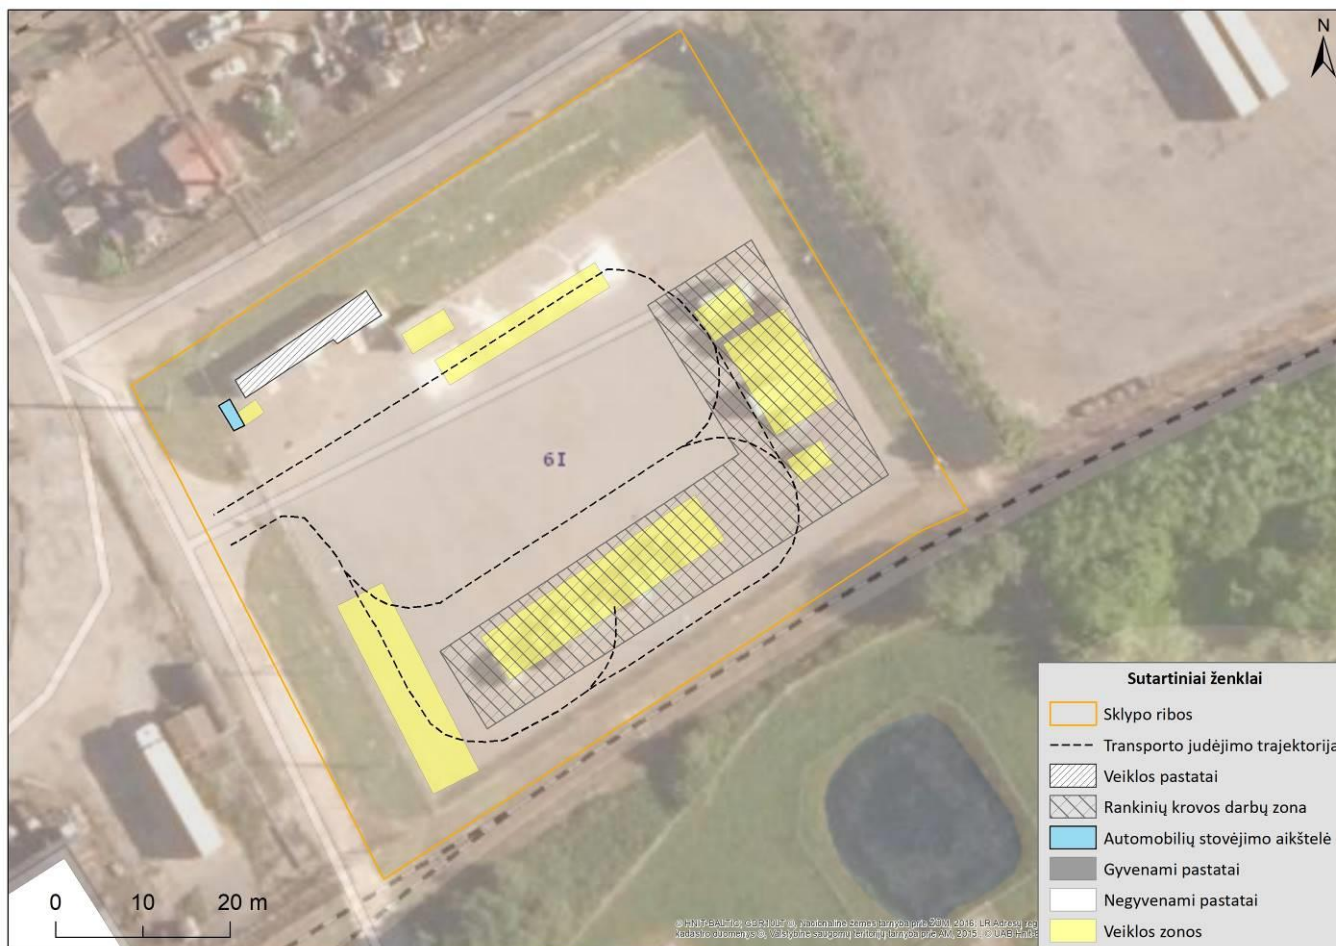 N
6I
Sutartiniai ženklai
Sklypo ribos
Transporto judėjimo trajektorija
Veiklos pastatai
Rankinių krovos darbų zona
Automobilių stovėjimo aikštelė
Gyvenami pastatai
Negyvenami pastatai
Veiklos zonos
0 10 20 m